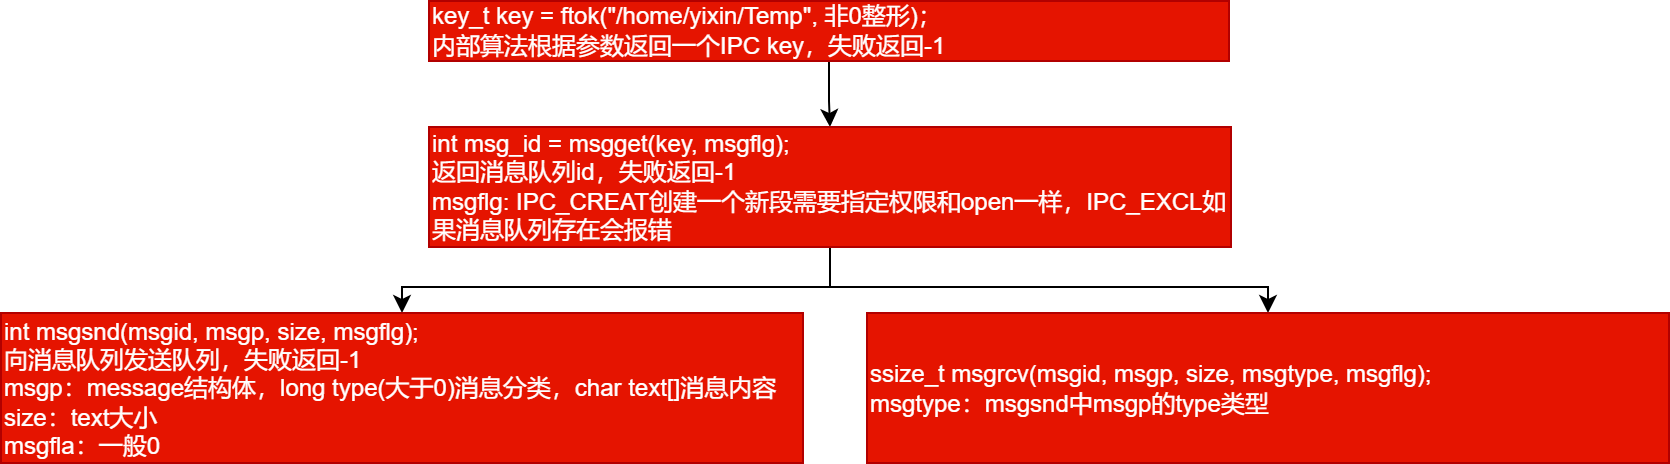 key_t key = ftok("/home/yixin/Temp", 非0整形);
内部算法根据参数返回一个IPC key，失败返回-1
int msg_id = msgget(key, msgflg);
返回消息队列id，失败返回-1
msgflg: IPC_CREAT创建一个新段需要指定权限和open一样，IPC_EXCL如
果消息队列存在会报错
int msgsnd(msgid, msgp, size, msgflg);
向消息队列发送队列，失败返回-1
msgp：message结构体，long type(大于0)消息分类，char text[]消息内容
size：text大小
msgfla：一般0
ssize_t msgrcv(msgid, msgp, size, msgtype, msgflg);
msgtype：msgsnd中msgp的type类型